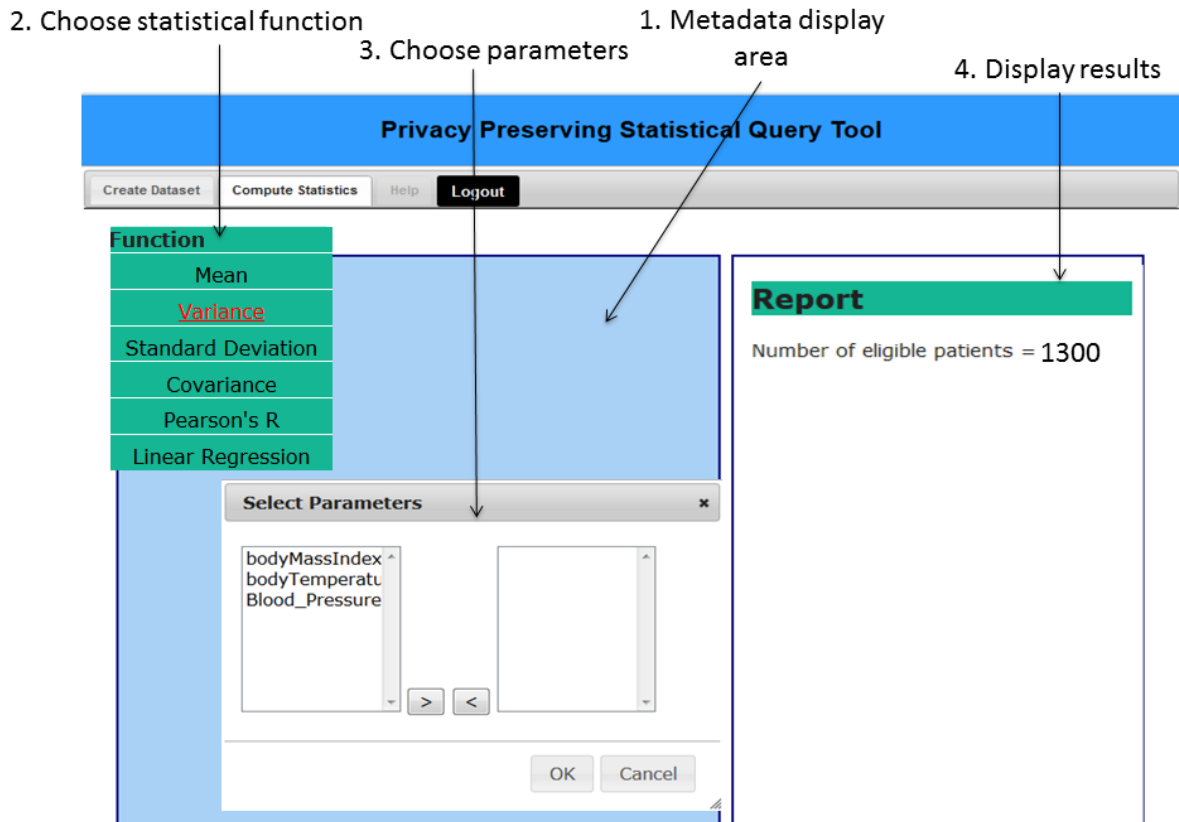 2. Choose statistical function
3. Choose parameters
1. Metadata display
area
4. Display results
Privacy Preserving Statistical Query Tool
Create Dataset
Compute Statistics
Help
Logout
Function
Mean
Variance
Standard Deviation
Covariance
Pearson's R
Linear Regression
Report
Number of eligible patients = 1300
Select Parameters
×
bodyMassIndex
bodyTemperatu
Blood_Pressure
>
<
OK
Cancel